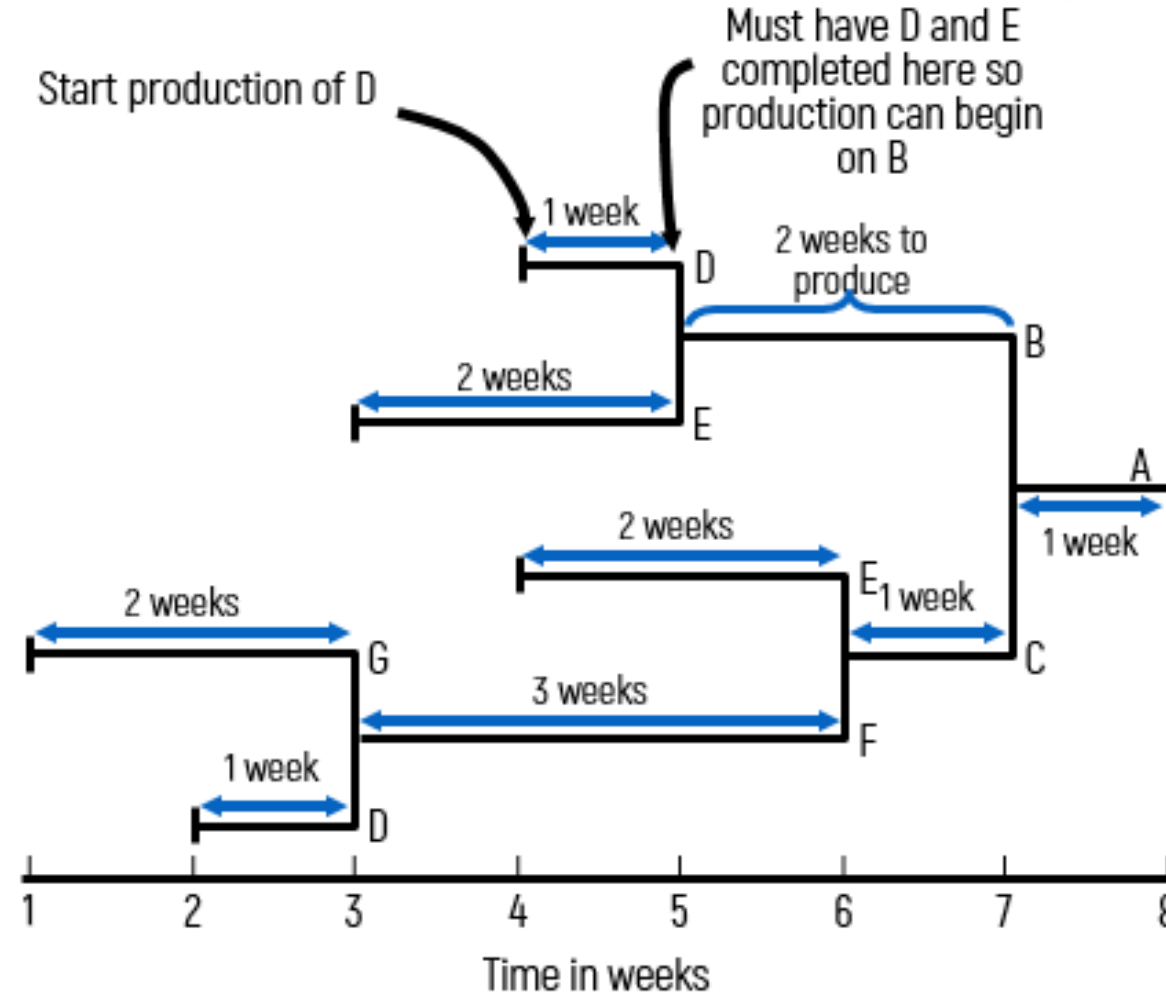 Must have D and E
completed here so
production can begin
on B
Start production of D
1 week
D
2 weeks to
produce
B
2 weeks
E
A
1 week
2 weeks
E
1 week
C
2 weeks
G
3 weeks
F
1 week
D
1 2 3 4 5 6 7 8
Time in weeks